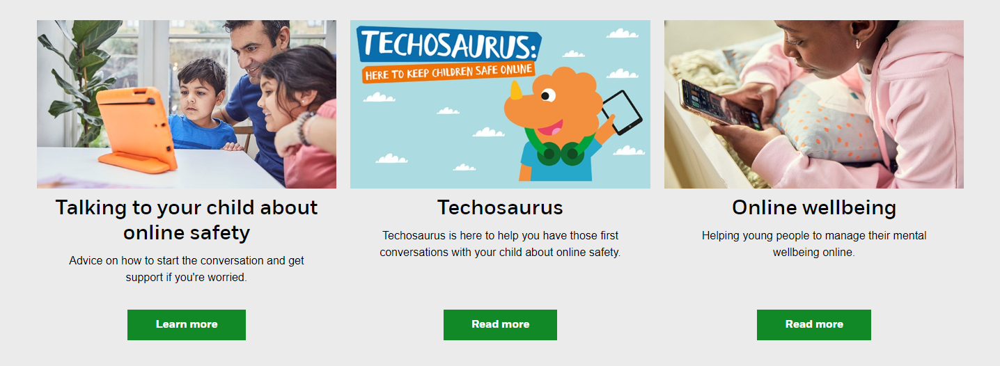 TECHOSAURUS:
HERE TO KEEP CHILDREN SAFE ONLINE
Talking to your child about
online safety
Advice on how to start the conversation and get
support if you're worried.
Learn more
Techosaurus
Techosaurus is here to help you have those first
conversations with your child about online safety.
Read more
Online wellbeing
Helping young people to manage their mental
wellbeing online.
Read more